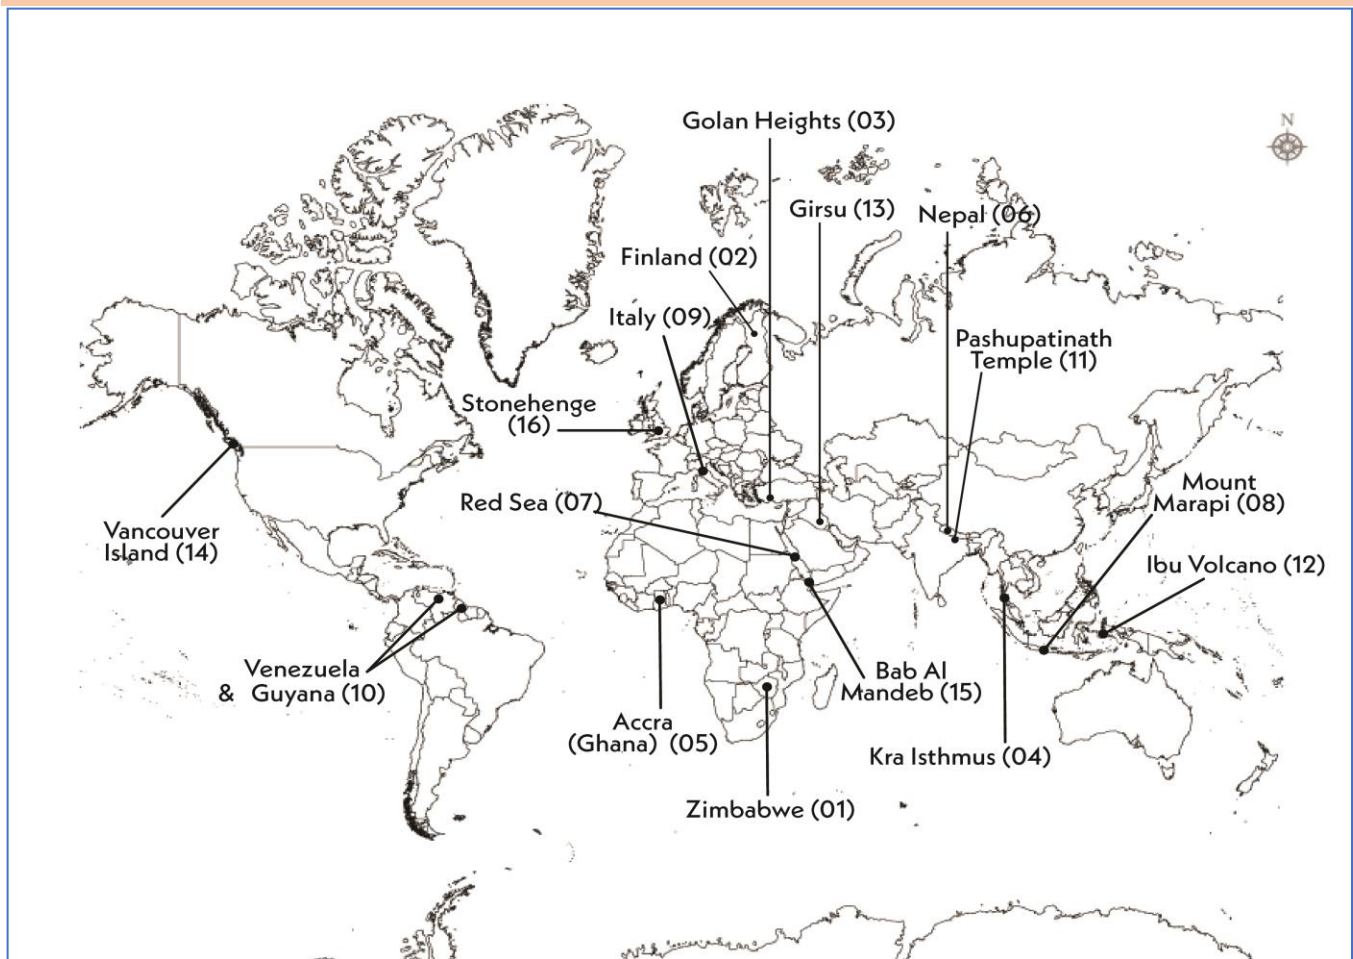 Golan Heights (03)
N
Girsu (13)
Nepal (06)
Finland (02)
Italy (09)
Pashupatinath
Temple (11)
Stonehenge
(16)
Mount
Marapi (08)
Red Sea (07)
Vancouver
Island (14)
Ibu Volcano (12)
Venezuela
& Guyana (10)
Bab Al
Mandeb (15)
Accra
(Ghana) (05)
Kra Isthmus (04)
Zimbabwe (01)